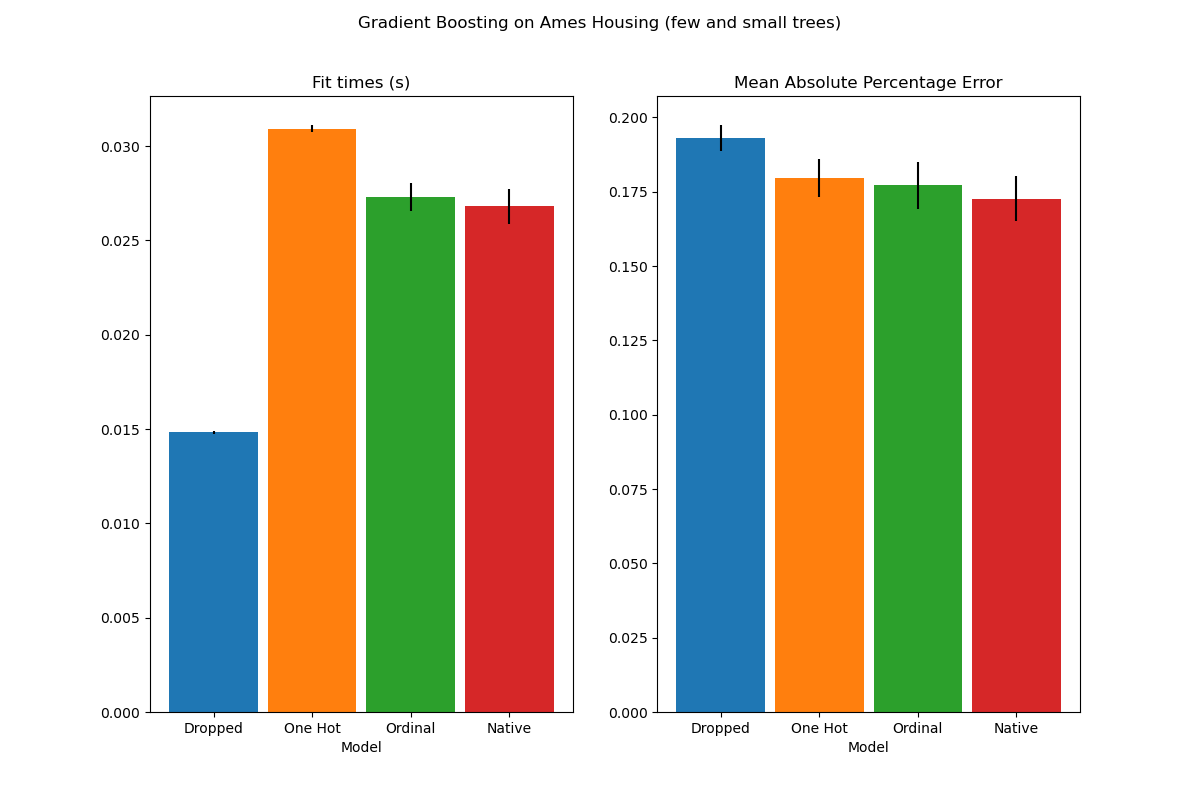 Gradient Boosting on Ames Housing (few and small trees)
Fit times (s)
0.030
0.025
0.020
0.015
0.010
0.005
0.000
Dropped One Hot Ordinal Native
Model
Mean Absolute Percentage Error
0.200
0.175
0.150
0.125
0.100
0.075
0.050
0.025
0.000
Dropped One Hot Ordinal Native
Model